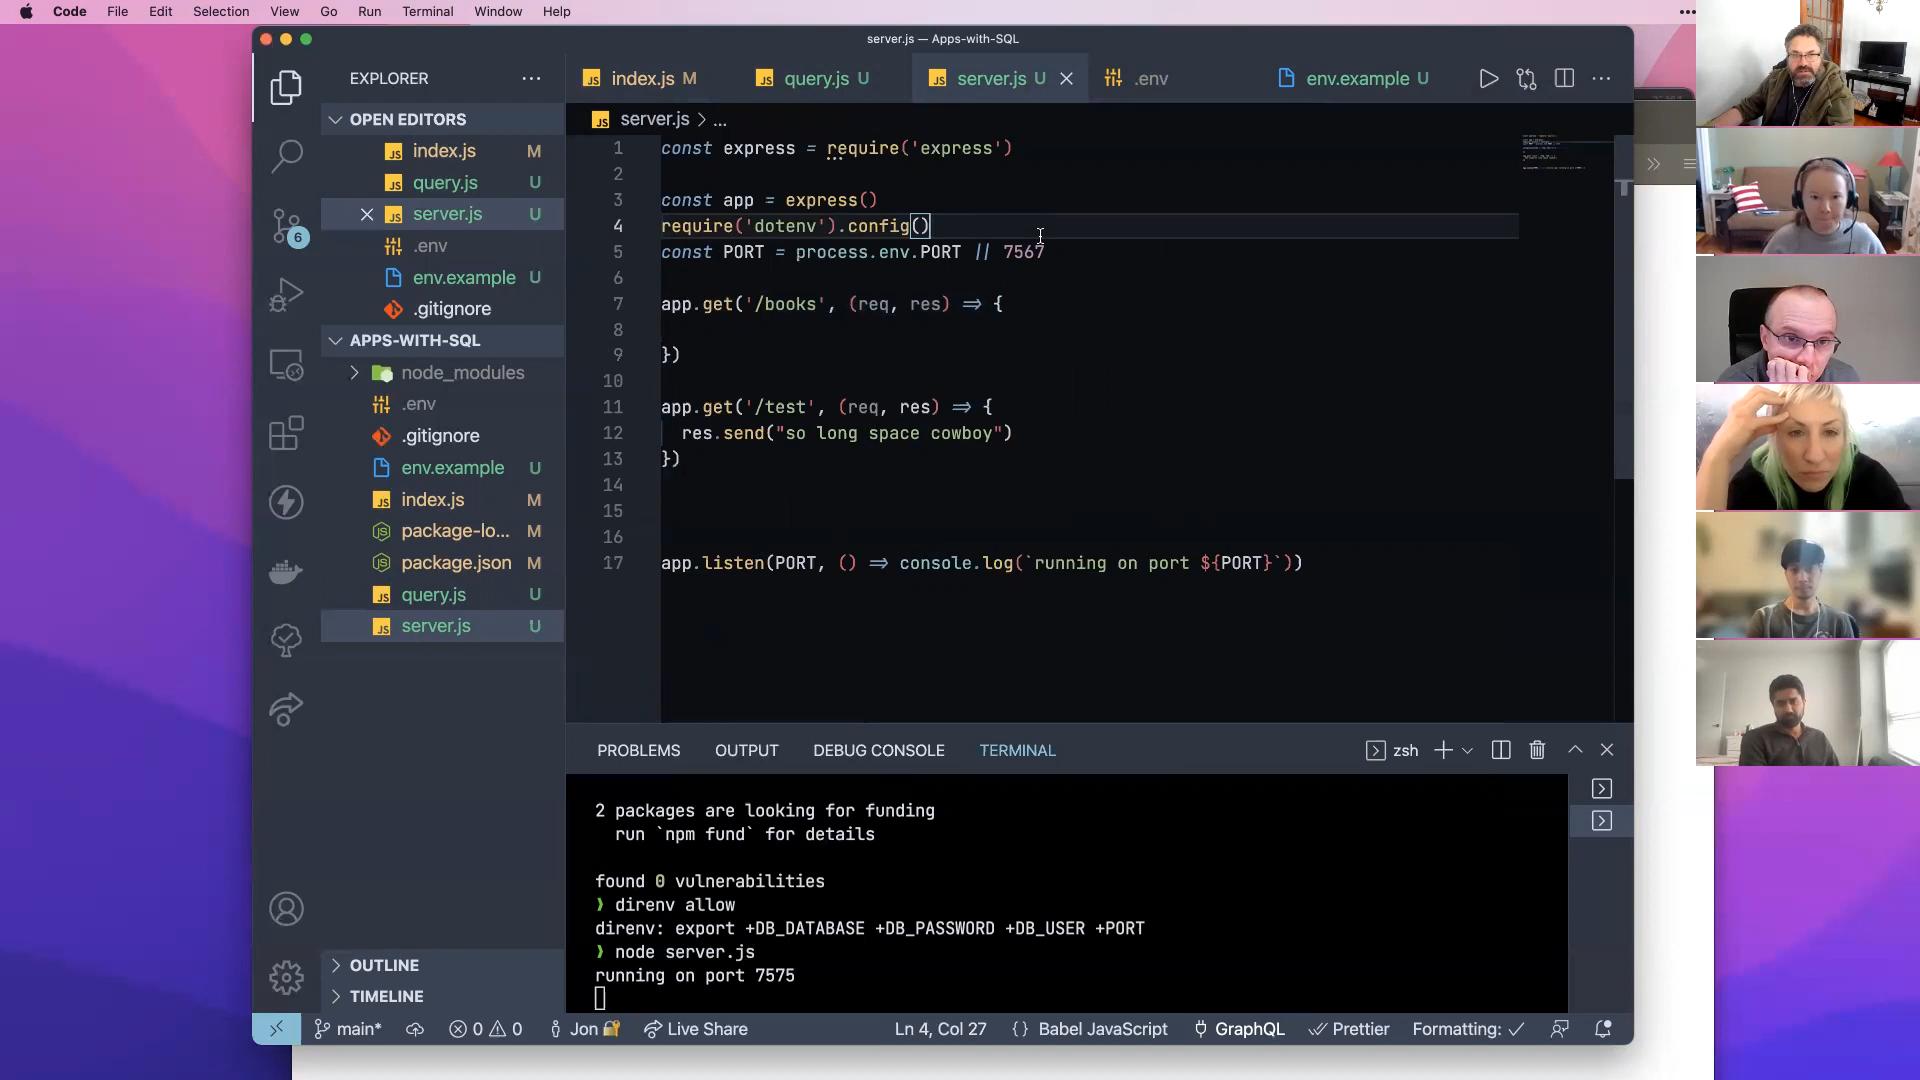 Code File Edit Selection View Go Run Terminal Window Help
server.js — Apps-with-SQL
EXPLORER
index.js M
query.js U
server.js U
.env
env.example U
OPEN EDITORS
index.js M
query.js U
server.js U
.env
env.example U
.gitignore
6
APPS-WITH-SQL
node_modules
.env
.gitignore
env.example U
index.js M
package-lo... M
package.json M
query.js U
server.js U
OUTLINE
TIMELINE
server.js > ...
1 const express = require('express')
2
3 const app = express()
4 require('dotenv').config()
5 const PORT = process.env.PORT || 7567
6
7 app.get('/books', (req, res) => {
8
9 })
10
11 app.get('/test', (req, res) => {
12 res.send("so long space cowboy")
13 })
14
15
16
17 app.listen(PORT, () => console.log(`running on port ${PORT}`))
PROBLEMS OUTPUT DEBUG CONSOLE TERMINAL
zsh
2 packages are looking for funding
run `npm fund` for details
found 0 vulnerabilities
❯ direnv allow
direnv: export +DB_DATABASE +DB_PASSWORD +DB_USER +PORT
❯ node server.js
running on port 7575
main* 0 0 Jon Live Share Ln 4, Col 27 {} Babel JavaScript GraphQL Prettier Formatting: ✓